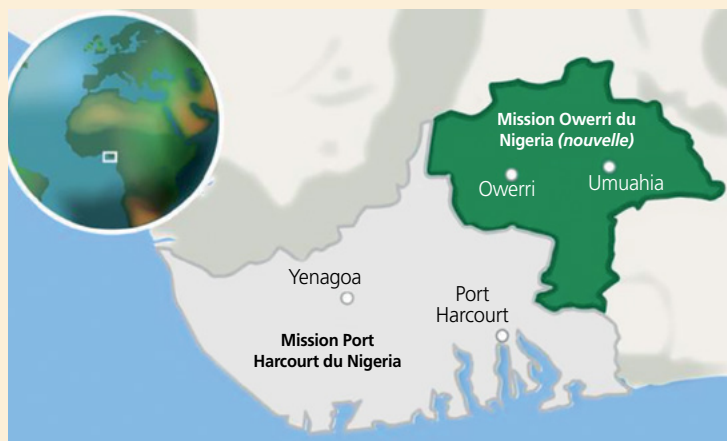 Mission Owerri du
Nigeria (nouvelle)
Owerri
Umuahia
Yenagoa
Port
Harcourt
Mission Port
Harcourt du Nigeria